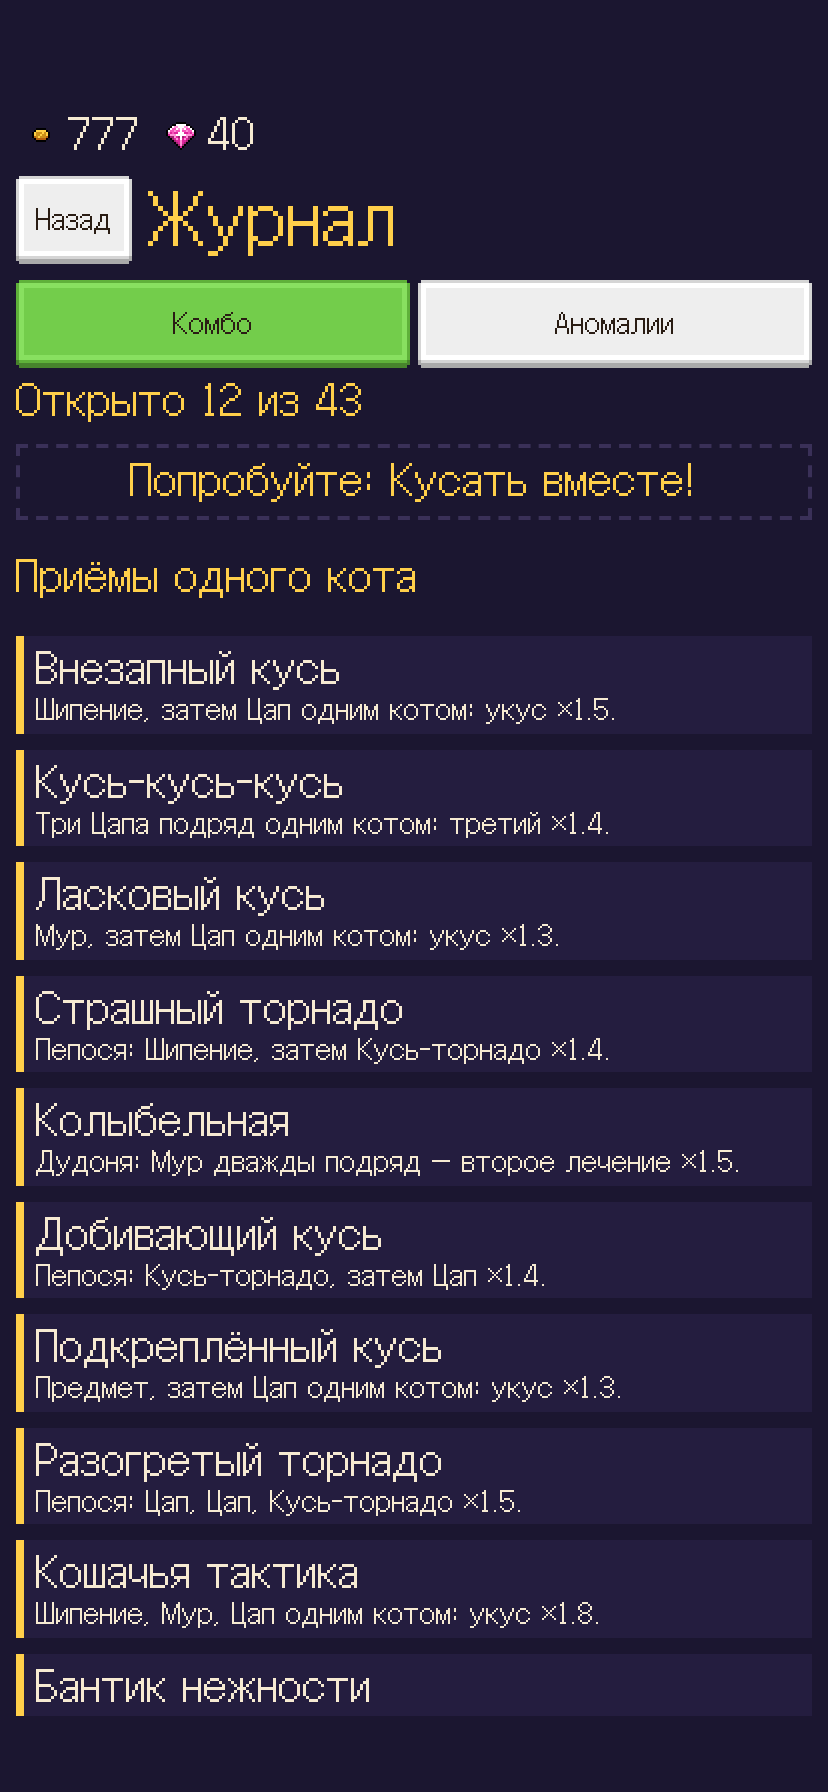 777 40
Назад Журнал
Комбо Аномалии
Открыто 12 из 43
Попробуйте: Кусать вместе!
Приёмы одного кота
Внезапный кусь
Шипение, затем Цап одним котом: укус ×1.5.
Кусь-кусь-кусь
Три Цапа подряд одним котом: третий ×1.4.
Ласковый кусь
Мур, затем Цап одним котом: укус ×1.3.
Страшный торнадо
Пепося: Шипение, затем Кусь-торнадо ×1.4.
Колыбельная
Дудоня: Мур дважды подряд — второе лечение ×1.5.
Добивающий кусь
Пепося: Кусь-торнадо, затем Цап ×1.4.
Подкреплённый кусь
Предмет, затем Цап одним котом: укус ×1.3.
Разогретый торнадо
Пепося: Цап, Цап, Кусь-торнадо ×1.5.
Кошачья тактика
Шипение, Мур, Цап одним котом: укус ×1.8.
Бантик нежности